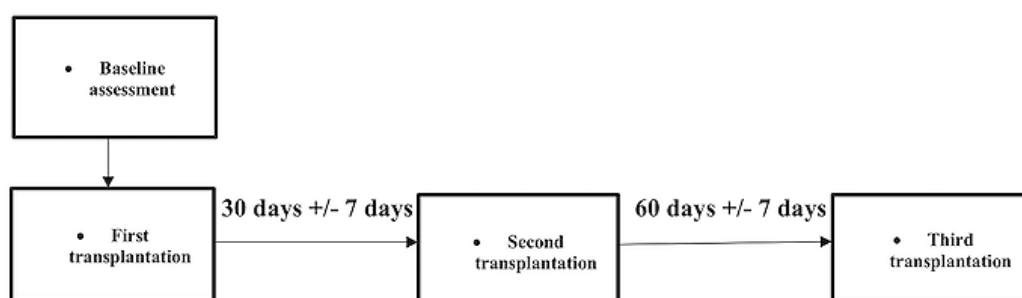 • Baseline
assessment
• First
transplantation
30 days +/- 7 days
• Second
transplantation
60 days +/- 7 days
• Third
transplantation